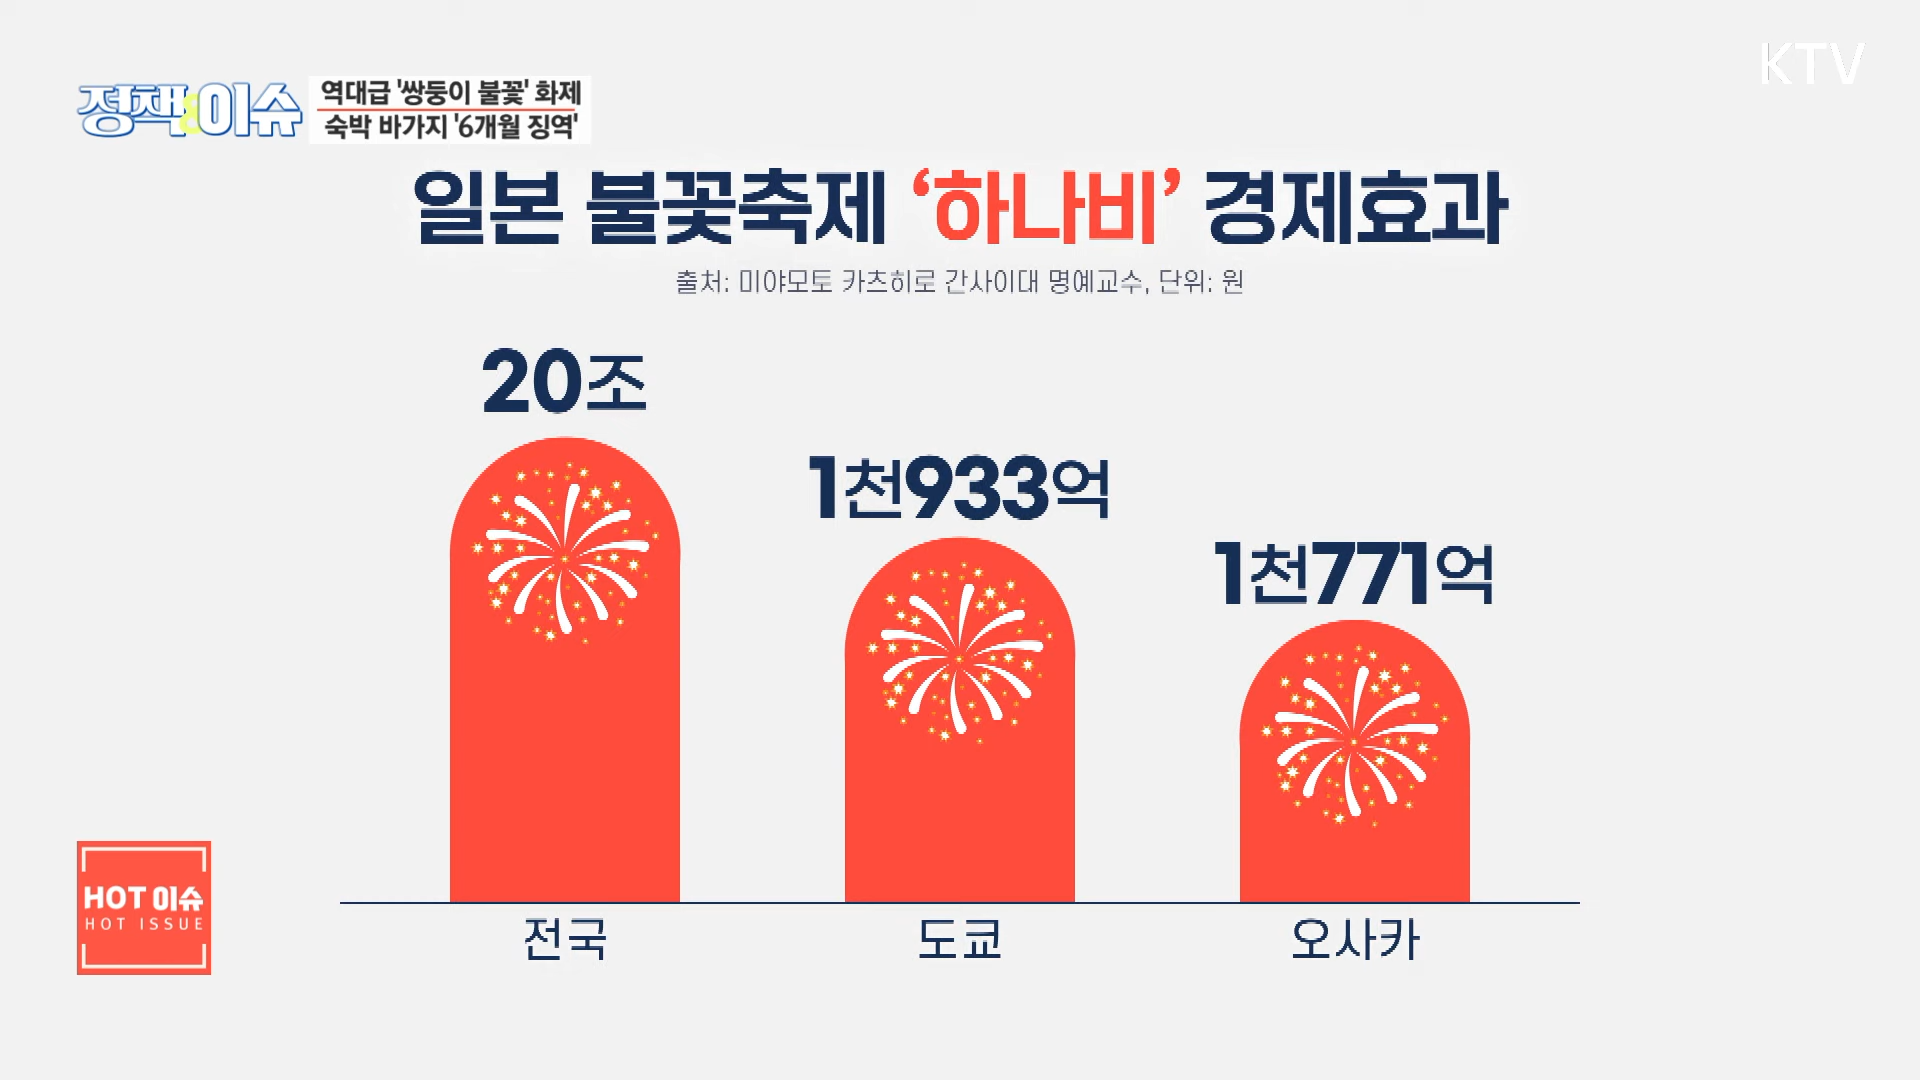 KTV
정책&이슈
역대급 '쌍둥이 불꽃' 화제
숙박 바가지 '6개월 징역'
일본 불꽃축제 ‘하나비’ 경제효과
출처: 미야모토 카츠히로 간사이대 명예교수, 단위: 원
20조
1천933억
1천771억
전국
도쿄
오사카
HOT 이슈
HOT ISSUE